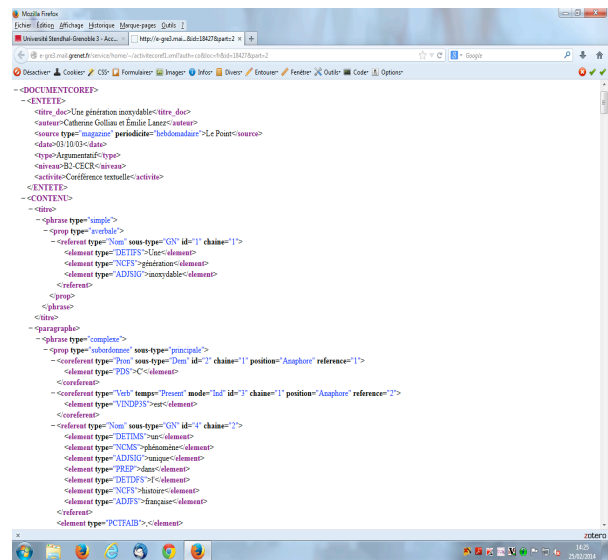 Mozilla Firefox
Fichier Édition Affichage Historique Marque-pages Outils ?
Université Stendhal-Grenoble 3 - Acc... × http://e-gre3.mai...&id=18427&part=2 × +
e-gre3.mail.grenet.fr/service/home/~/activitecoref1.xml?auth=co&loc=fr&id=18427&part=2 Google
Désactiver Cookies CSS Formulaires Images Infos Divers Entourer Fenêtre Outils Code Options
- <DOCUMENTCOREF>
- <ENTETE>
<titre_doc>Une génération inoxydable</titre_doc>
<auteur>Catherine Golliau et Émilie Lanez</auteur>
<source type="magazine" periodicite="hebdomadaire">Le Point</source>
<date>03/10/03</date>
<type>Argumentatif</type>
<niveau>B2-CECR</niveau>
<activite>Coréférence textuelle</activite>
</ENTETE>
- <CONTENU>
- <titre>
- <phrase type="simple">
- <prop type="averbale">
- <referent type="Nom" sous-type="GN" id="1" chaine="1">
<element type="DETIFS">Une</element>
<element type="NCFS">génération</element>
<element type="ADJSIG">inoxydable</element>
</referent>
</prop>
</phrase>
</titre>
- <paragraphe>
- <phrase type="complexe">
- <prop type="subordonnee" sous-type="principale">
- <coreferent type="Pron" sous-type="Dem" id="2" chaine="1" position="Anaphore" reference="1">
<element type="PDS">C'</element>
</coreferent>
- <coreferent type="Verb" temps="Present" mode="Ind" id="3" chaine="1" position="Anaphore" reference="2">
<element type="VINDP3S">est</element>
</coreferent>
- <referent type="Nom" sous-type="GN" id="4" chaine="2">
<element type="DETIMS">un</element>
<element type="NCMS">phénomène</element>
<element type="ADJSIG">unique</element>
<element type="PREP">dans</element>
<element type="DETDFS">l'</element>
<element type="NCFS">histoire</element>
<element type="ADJFS">française</element>
</referent>
<element type="PCTFAIB">,</element>
× zotero
14:25
25/02/2014